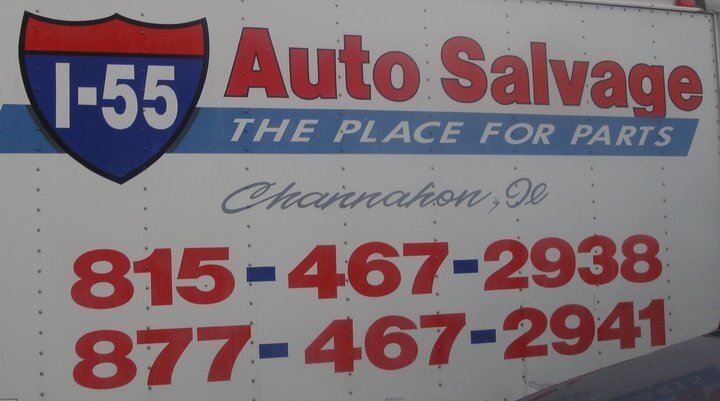 I-55
Auto Salvage
THE PLACE FOR PARTS
Channahon, Il
815-467-2938
877-467-2941